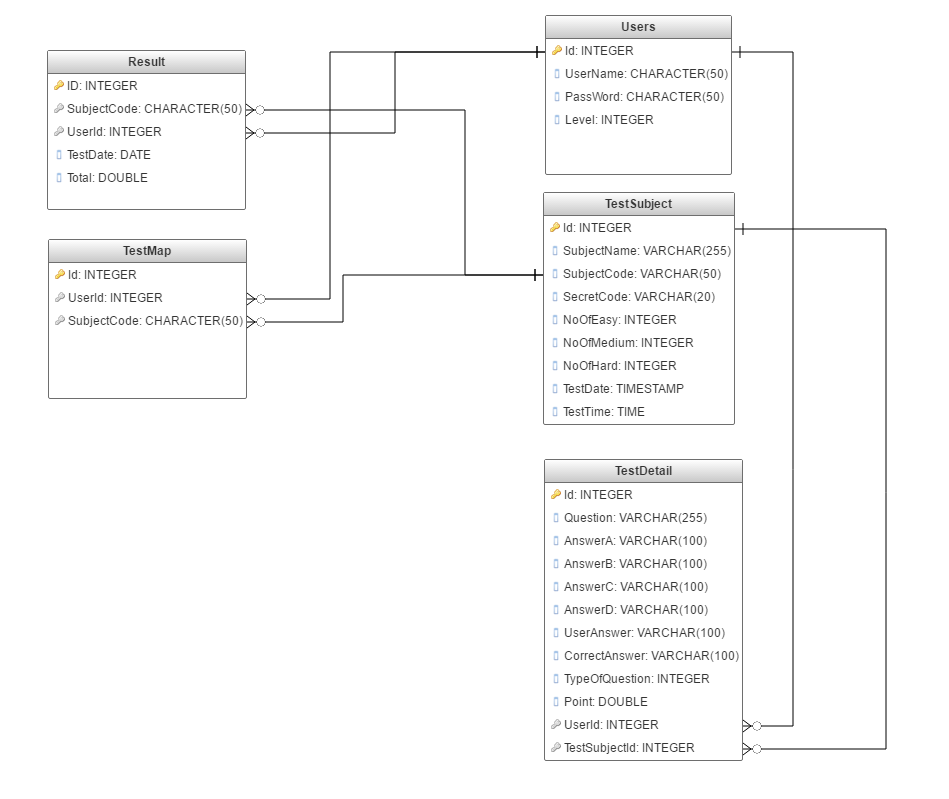 Result
ID: INTEGER
SubjectCode: CHARACTER(50)
UserId: INTEGER
TestDate: DATE
Total: DOUBLE
TestMap
Id: INTEGER
UserId: INTEGER
SubjectCode: CHARACTER(50)
Users
Id: INTEGER
UserName: CHARACTER(50)
PassWord: CHARACTER(50)
Level: INTEGER
TestSubject
Id: INTEGER
SubjectName: VARCHAR(255)
SubjectCode: VARCHAR(50)
SecretCode: VARCHAR(20)
NoOfEasy: INTEGER
NoOfMedium: INTEGER
NoOfHard: INTEGER
TestDate: TIMESTAMP
TestTime: TIME
TestDetail
Id: INTEGER
Question: VARCHAR(255)
AnswerA: VARCHAR(100)
AnswerB: VARCHAR(100)
AnswerC: VARCHAR(100)
AnswerD: VARCHAR(100)
UserAnswer: VARCHAR(100)
CorrectAnswer: VARCHAR(100)
TypeOfQuestion: INTEGER
Point: DOUBLE
UserId: INTEGER
TestSubjectId: INTEGER